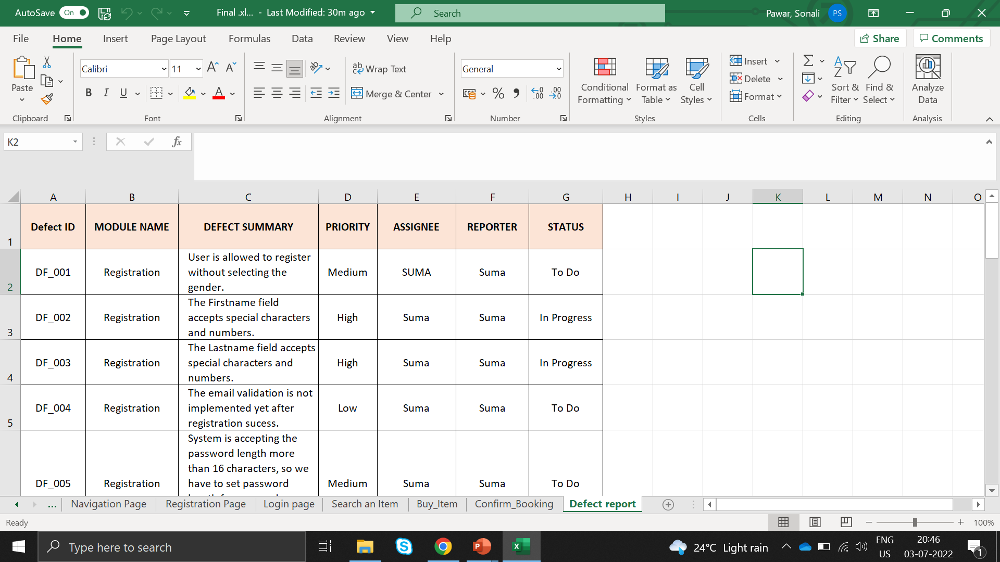 AutoSave On Final .xl... - Last Modified: 30m ago Search Pawar, Sonali PS
File Home Insert Page Layout Formulas Data Review View Help Share Comments
Paste
Calibri 11
Wrap Text
Merge & Center
General
Conditional Formatting
Format as Table
Cell Styles
Insert
Delete
Format
Sort & Filter
Find & Select
Analyze Data
Clipboard Font Alignment Number Styles Cells Editing Analysis
K2 fx
A B C D E F G H I J K L M N O
1 Defect ID MODULE NAME DEFECT SUMMARY PRIORITY ASSIGNEE REPORTER STATUS
User is allowed to register
DF_001 Registration without selecting the Medium SUMA Suma To Do
2 gender.
The Firstname field
DF_002 Registration accepts special characters High Suma Suma In Progress
3 and numbers.
The Lastname field accepts
DF_003 Registration special characters and High Suma Suma In Progress
4 numbers.
The email validation is not
DF_004 Registration implemented yet after Low Suma Suma To Do
5 registration sucess.
System is accepting the
password length more
than 16 characters, so we
DF_005 Registration have to set password Medium Suma Suma To Do
... Navigation Page Registration Page Login page Search an Item Buy_Item Confirm_Booking Defect report
Ready 100%
Type here to search 24°C Light rain ENG 20:46
US 03-07-2022 1